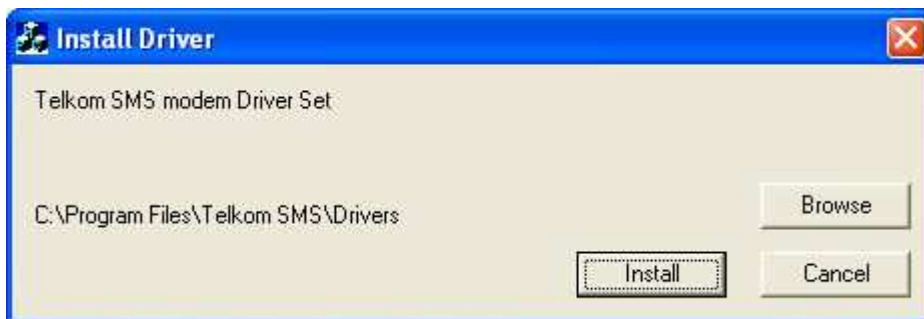 Install Driver
Telkom SMS modem Driver Set
C:\Program Files\Telkom SMS\Drivers
Browse
Install
Cancel